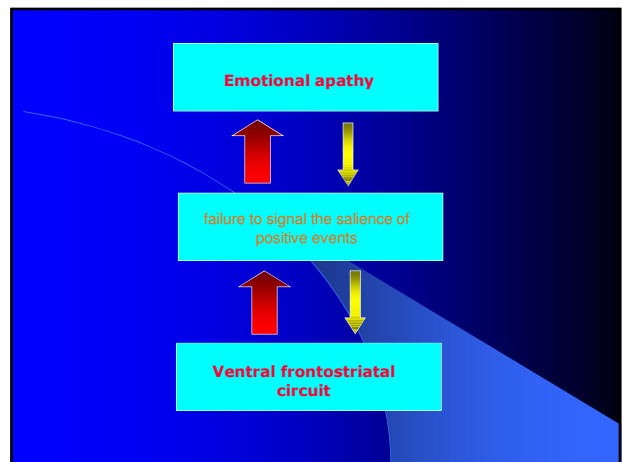 Emotional apathy
failure to signal the salience of
positive events
Ventral frontostriatal
circuit